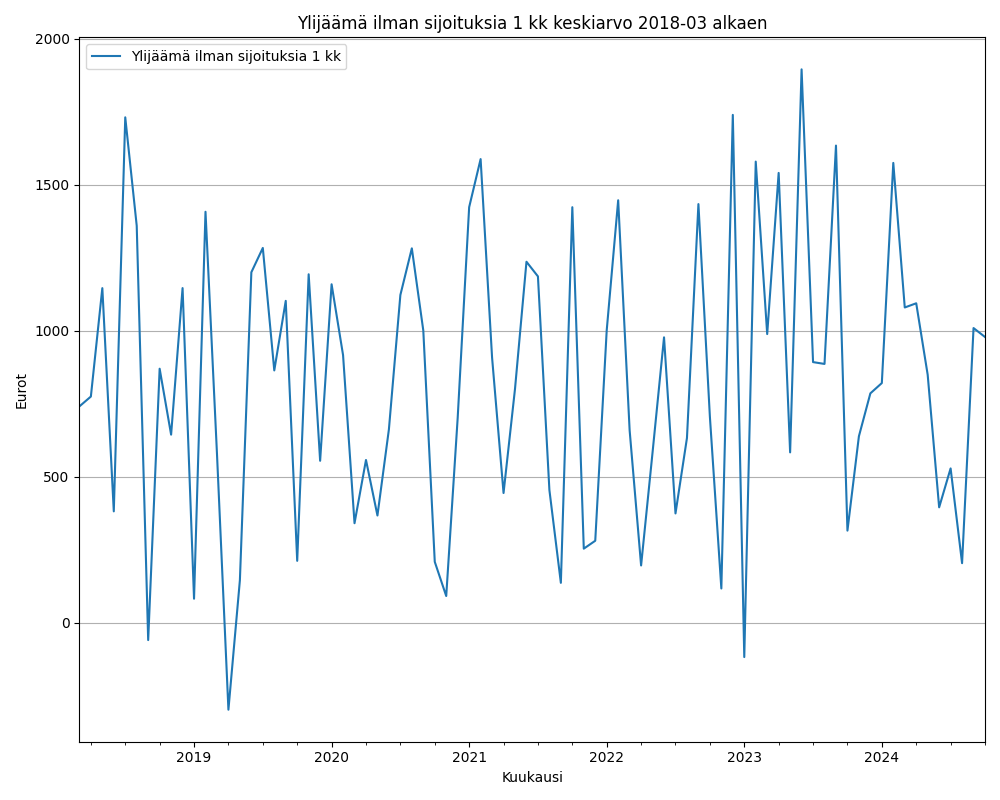 Ylijäämä ilman sijoituksia 1 kk keskiarvo 2018-03 alkaen
Ylijäämä ilman sijoituksia 1 kk
2000
1500
1000
500
0
Eurot
2019 2020 2021 2022 2023 2024
Kuukausi